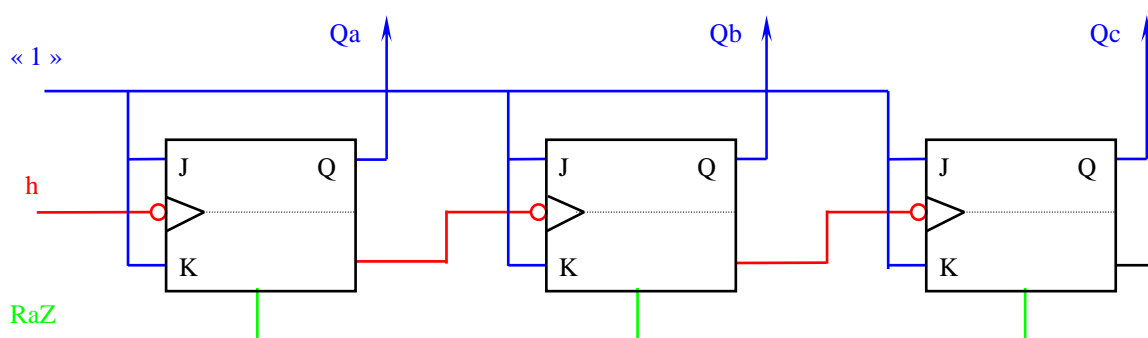 Qa Qb Qc
« 1 »
J Q J Q J Q
h
K K K
RaZ